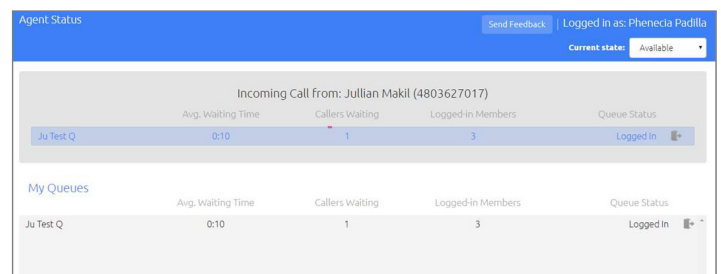 Agent Status
Send Feedback | Logged in as: Phenecia Padilla
Current state: Available
Incoming Call from: Jullian Makil (4803627017)
Avg. Waiting Time Callers Waiting Logged-in Members Queue Status
Ju Test Q 0:10 1 3 Logged In
My Queues
Avg. Waiting Time Callers Waiting Logged-in Members Queue Status
Ju Test Q 0:10 1 3 Logged In